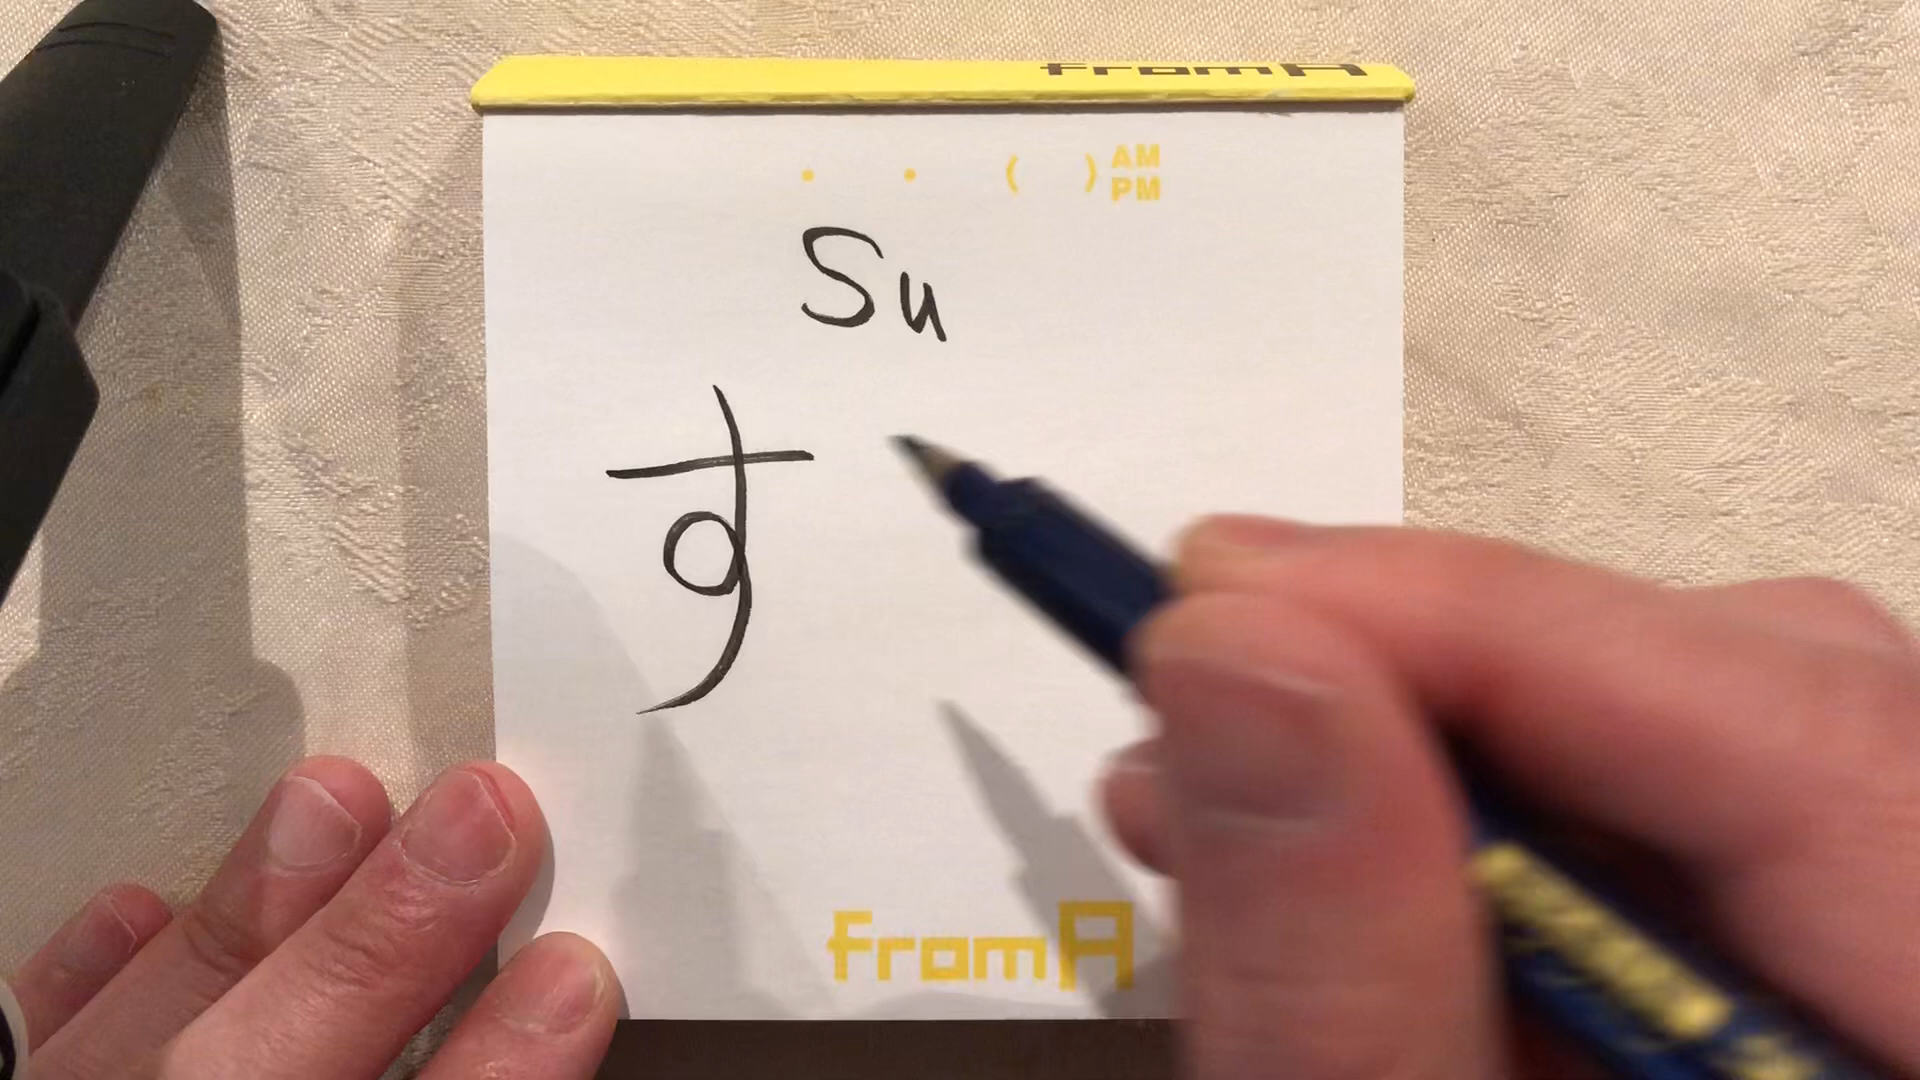 fromA
・ ・ ( ) AM
PM
Su
す
fromA